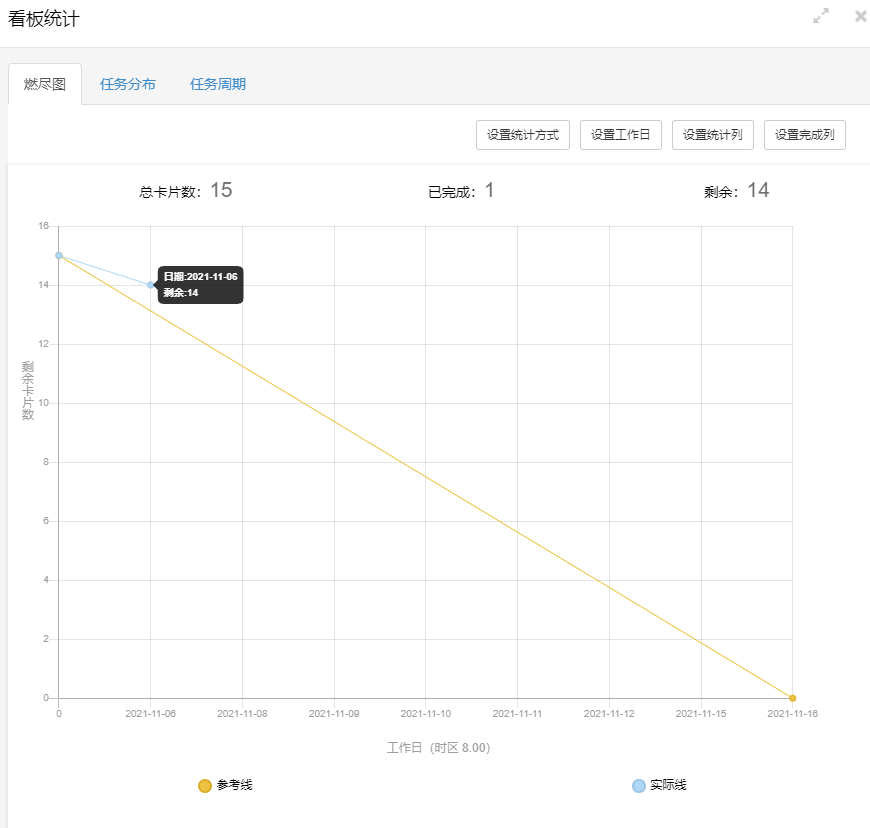 看板统计
燃尽图 任务分布 任务周期
设置统计方式 设置工作日 设置统计列 设置完成列
总卡片数：15 已完成：1 剩余：14
16
日期:2021-11-06
剩余:14
14
12
剩余卡片数
10
8
6
4
2
0
0 2021-11-06 2021-11-08 2021-11-09 2021-11-10 2021-11-11 2021-11-12 2021-11-15 2021-11-16
工作日（时区 8.00）
参考线 实际线